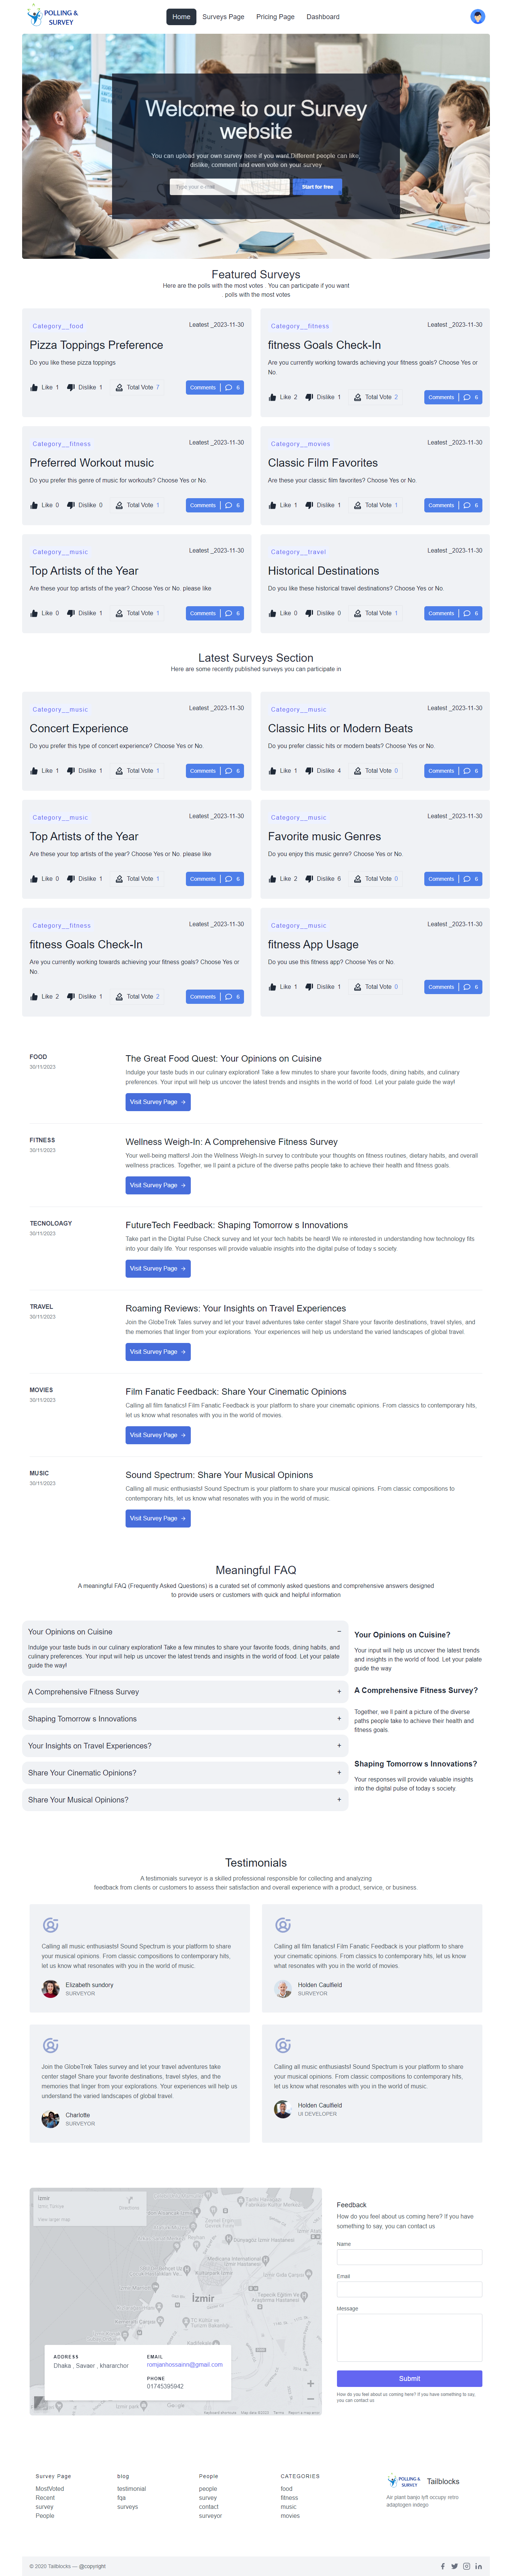 POLLING &
SURVEY
Home Surveys Page Pricing Page Dashboard
Welcome to our Survey
website
You can upload your own survey here if you want.Different people can like,
dislike, comment and even vote on your survey
Type your e-mail Start for free
Featured Surveys
Here are the polls with the most votes . You can participate if you want
. polls with the most votes
Category__food Leatest _2023-11-30
Pizza Toppings Preference
Do you like these pizza toppings
Like 1 Dislike 1 Total Vote 7 Comments 6
Category__fitness Leatest _2023-11-30
fitness Goals Check-In
Are you currently working towards achieving your fitness goals? Choose Yes or
No.
Like 2 Dislike 1 Total Vote 2 Comments 6
Category__fitness Leatest _2023-11-30
Preferred Workout music
Do you prefer this genre of music for workouts? Choose Yes or No.
Like 0 Dislike 0 Total Vote 1 Comments 6
Category__movies Leatest _2023-11-30
Classic Film Favorites
Are these your classic film favorites? Choose Yes or No.
Like 1 Dislike 1 Total Vote 1 Comments 6
Category__music Leatest _2023-11-30
Top Artists of the Year
Are these your top artists of the year? Choose Yes or No. please like
Like 0 Dislike 1 Total Vote 1 Comments 6
Category__travel Leatest _2023-11-30
Historical Destinations
Do you like these historical travel destinations? Choose Yes or No.
Like 0 Dislike 0 Total Vote 1 Comments 6
Latest Surveys Section
Here are some recently published surveys you can participate in
Category__music Leatest _2023-11-30
Concert Experience
Do you prefer this type of concert experience? Choose Yes or No.
Like 1 Dislike 1 Total Vote 1 Comments 6
Category__music Leatest _2023-11-30
Classic Hits or Modern Beats
Do you prefer classic hits or modern beats? Choose Yes or No.
Like 1 Dislike 4 Total Vote 0 Comments 6
Category__music Leatest _2023-11-30
Top Artists of the Year
Are these your top artists of the year? Choose Yes or No. please like
Like 0 Dislike 1 Total Vote 1 Comments 6
Category__music Leatest _2023-11-30
Favorite music Genres
Do you enjoy this music genre? Choose Yes or No.
Like 2 Dislike 6 Total Vote 0 Comments 6
Category__fitness Leatest _2023-11-30
fitness Goals Check-In
Are you currently working towards achieving your fitness goals? Choose Yes or
No.
Like 2 Dislike 1 Total Vote 2 Comments 6
Category__music Leatest _2023-11-30
fitness App Usage
Do you use this fitness app? Choose Yes or No.
Like 1 Dislike 1 Total Vote 0 Comments 6
FOOD
30/11/2023
The Great Food Quest: Your Opinions on Cuisine
Indulge your taste buds in our culinary exploration! Take a few minutes to share your favorite foods, dining habits, and culinary
preferences. Your input will help us uncover the latest trends and insights in the world of food. Let your palate guide the way!
Visit Survey Page →
FITNESS
30/11/2023
Wellness Weigh-In: A Comprehensive Fitness Survey
Your well-being matters! Join the Wellness Weigh-In survey to contribute your thoughts on fitness routines, dietary habits, and overall
wellness practices. Together, we ll paint a picture of the diverse paths people take to achieve their health and fitness goals.
Visit Survey Page →
TECNOLOAGY
30/11/2023
FutureTech Feedback: Shaping Tomorrow s Innovations
Take part in the Digital Pulse Check survey and let your tech habits be heard! We re interested in understanding how technology fits
into your daily life. Your responses will provide valuable insights into the digital pulse of today s society.
Visit Survey Page →
TRAVEL
30/11/2023
Roaming Reviews: Your Insights on Travel Experiences
Join the GlobeTrek Tales survey and let your travel adventures take center stage! Share your favorite destinations, travel styles, and
the memories that linger from your explorations. Your experiences will help us understand the varied landscapes of global travel.
Visit Survey Page →
MOVIES
30/11/2023
Film Fanatic Feedback: Share Your Cinematic Opinions
Calling all film fanatics! Film Fanatic Feedback is your platform to share your cinematic opinions. From classics to contemporary hits,
let us know what resonates with you in the world of movies.
Visit Survey Page →
MUSIC
30/11/2023
Sound Spectrum: Share Your Musical Opinions
Calling all music enthusiasts! Sound Spectrum is your platform to share your musical opinions. From classic compositions to
contemporary hits, let us know what resonates with you in the world of music.
Visit Survey Page →
Meaningful FAQ
A meaningful FAQ (Frequently Asked Questions) is a curated set of commonly asked questions and comprehensive answers designed
to provide users or customers with quick and helpful information
Your Opinions on Cuisine −
Indulge your taste buds in our culinary exploration! Take a few minutes to share your favorite foods, dining habits, and
culinary preferences. Your input will help us uncover the latest trends and insights in the world of food. Let your palate
guide the way!
A Comprehensive Fitness Survey +
Shaping Tomorrow s Innovations +
Your Insights on Travel Experiences? +
Share Your Cinematic Opinions? +
Share Your Musical Opinions? +
Your Opinions on Cuisine?
Your input will help us uncover the latest trends
and insights in the world of food. Let your palate
guide the way
A Comprehensive Fitness Survey?
Together, we ll paint a picture of the diverse
paths people take to achieve their health and
fitness goals.
Shaping Tomorrow s Innovations?
Your responses will provide valuable insights
into the digital pulse of today s society.
Testimonials
A testimonials surveyor is a skilled professional responsible for collecting and analyzing
feedback from clients or customers to assess their satisfaction and overall experience with a product, service, or business.
Calling all music enthusiasts! Sound Spectrum is your platform to share
your musical opinions. From classic compositions to contemporary hits,
let us know what resonates with you in the world of music.
Elizabeth sundory
SURVEYOR
Calling all film fanatics! Film Fanatic Feedback is your platform to share
your cinematic opinions. From classics to contemporary hits, let us know
what resonates with you in the world of movies.
Holden Caulfield
SURVEYOR
Join the GlobeTrek Tales survey and let your travel adventures take
center stage! Share your favorite destinations, travel styles, and the
memories that linger from your explorations. Your experiences will help us
understand the varied landscapes of global travel.
Charlotte
SURVEYOR
Calling all music enthusiasts! Sound Spectrum is your platform to share
your musical opinions. From classic compositions to contemporary hits,
let us know what resonates with you in the world of music.
Holden Caulfield
UI DEVELOPER
İzmir
İzmir, Türkiye
Directions
View larger map
İzmir
ADDRESS
Dhaka , Savaer , khararchor
EMAIL
romjanhossainn@gmail.com
PHONE
01745395942
Feedback
How do you feel about us coming here? If you have
something to say, you can contact us
Name
Email
Message
Submit
How do you feel about us coming here? if you have something to say
you can contact us
Survey Page
MostVoted
Recent
survey
People
blog
testimonial
fqa
surveys
People
people
survey
contact
surveyor
CATEGORIES
food
fitness
music
movies
POLLING &
SURVEY
Tailblocks
Air plant banjo lyft occupy retro
adaptogen indego
© 2020 Tailblocks — @copyright